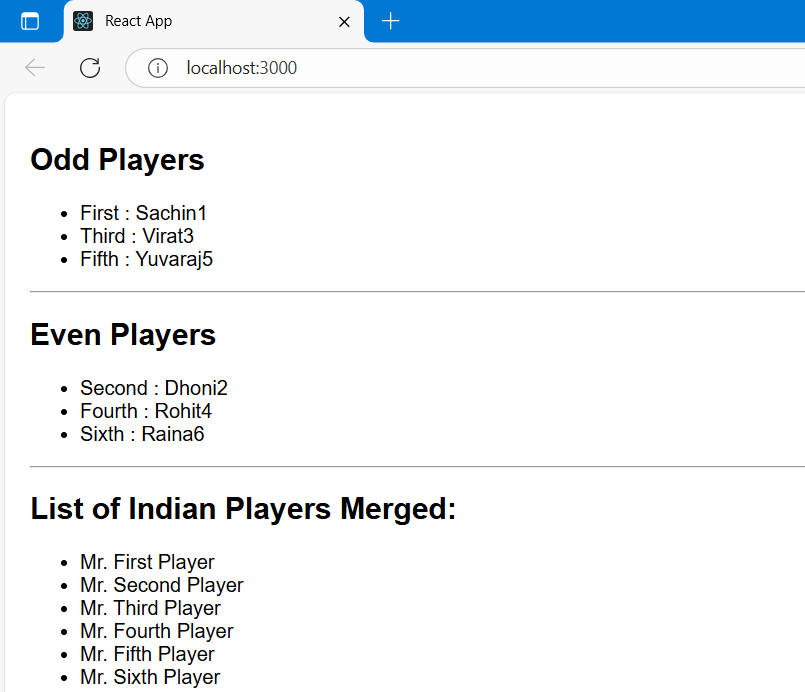 React App
localhost:3000
Odd Players
First : Sachin1
Third : Virat3
Fifth : Yuvaraj5
Even Players
Second : Dhoni2
Fourth : Rohit4
Sixth : Raina6
List of Indian Players Merged:
Mr. First Player
Mr. Second Player
Mr. Third Player
Mr. Fourth Player
Mr. Fifth Player
Mr. Sixth Player